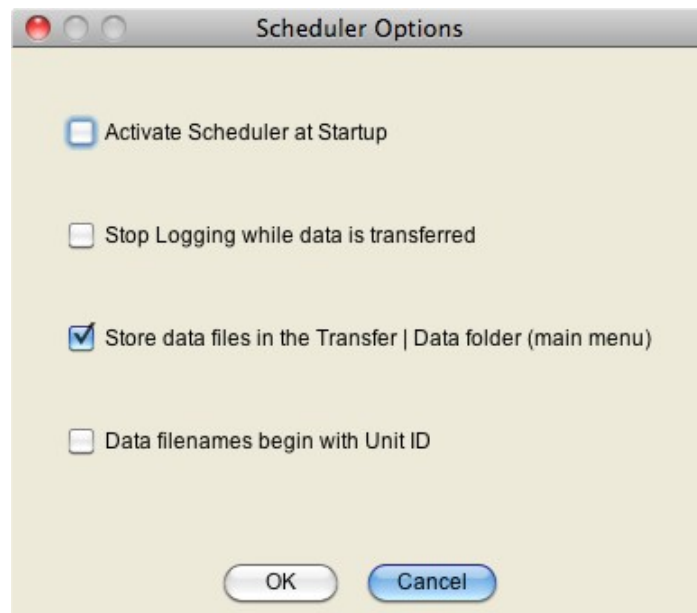 Scheduler Options
Activate Scheduler at Startup
Stop Logging while data is transferred
Store data files in the Transfer | Data folder (main menu)
Data filenames begin with Unit ID
OK Cancel